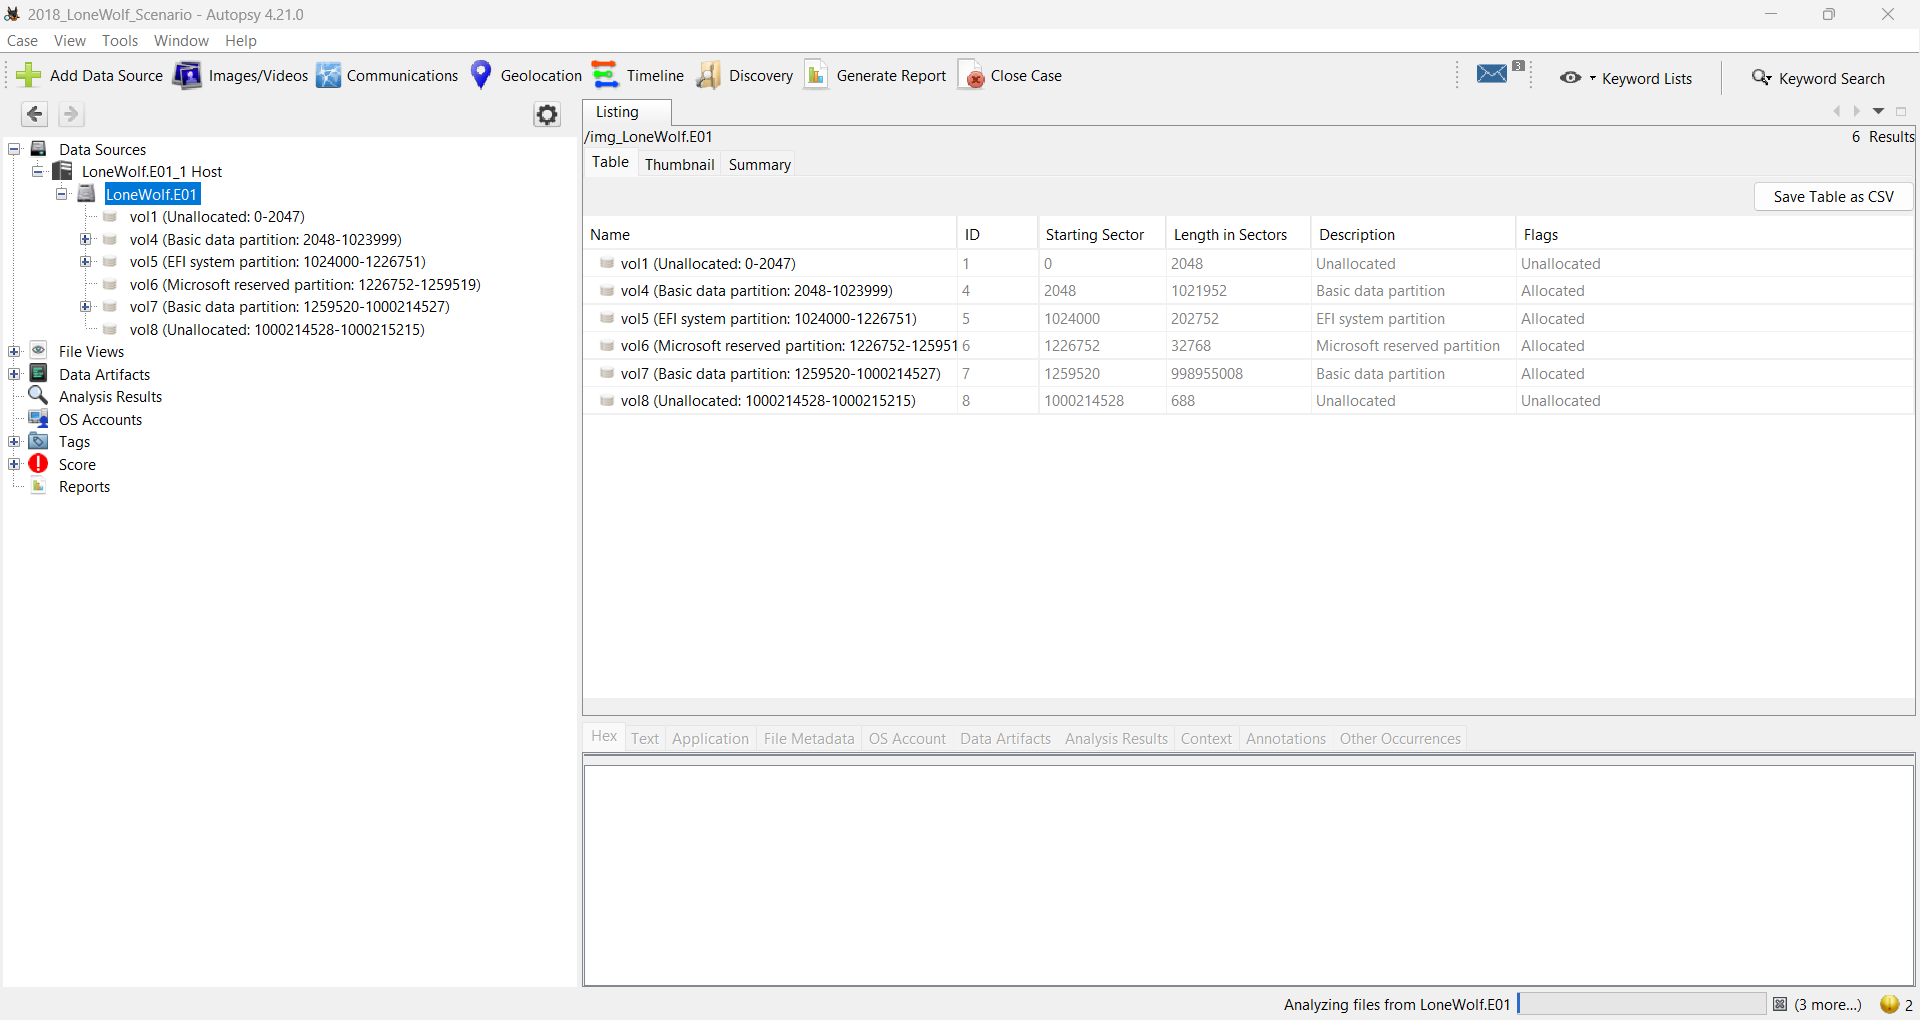 2018_LoneWolf_Scenario - Autopsy 4.21.0
Case View Tools Window Help
Add Data Source Images/Videos Communications Geolocation Timeline Discovery Generate Report Close Case 3 Keyword Lists Keyword Search
Listing
/img_LoneWolf.E01 6 Results
Table Thumbnail Summary
Save Table as CSV
Data Sources
LoneWolf.E01_1 Host
LoneWolf.E01
vol1 (Unallocated: 0-2047)
vol4 (Basic data partition: 2048-1023999)
vol5 (EFI system partition: 1024000-1226751)
vol6 (Microsoft reserved partition: 1226752-1259519)
vol7 (Basic data partition: 1259520-1000214527)
vol8 (Unallocated: 1000214528-1000215215)
File Views
Data Artifacts
Analysis Results
OS Accounts
Tags
Score
Reports
Name ID Starting Sector Length in Sectors Description Flags
vol1 (Unallocated: 0-2047) 1 0 2048 Unallocated Unallocated
vol4 (Basic data partition: 2048-1023999) 4 2048 1021952 Basic data partition Allocated
vol5 (EFI system partition: 1024000-1226751) 5 1024000 202752 EFI system partition Allocated
vol6 (Microsoft reserved partition: 1226752-125951 6 1226752 32768 Microsoft reserved partition Allocated
vol7 (Basic data partition: 1259520-1000214527) 7 1259520 998955008 Basic data partition Allocated
vol8 (Unallocated: 1000214528-1000215215) 8 1000214528 688 Unallocated Unallocated
Hex Text Application File Metadata OS Account Data Artifacts Analysis Results Context Annotations Other Occurrences
Analyzing files from LoneWolf.E01 (3 more...) 2